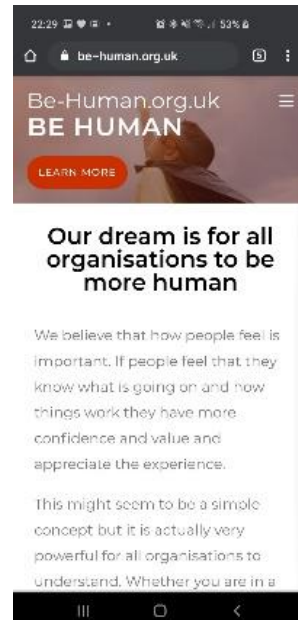 22:29
53%
be-human.org.uk
5
Be-Human.org.uk
BE HUMAN
LEARN MORE
Our dream is for all
organisations to be
more human
We believe that how people feel is
important. If people feel that they
know what is going on and how
things work they have more
confidence and value and
appreciate the experience.
This might seem to be a simple
concept but it is actually very
powerful for all organisations to
understand. Whether you are in a